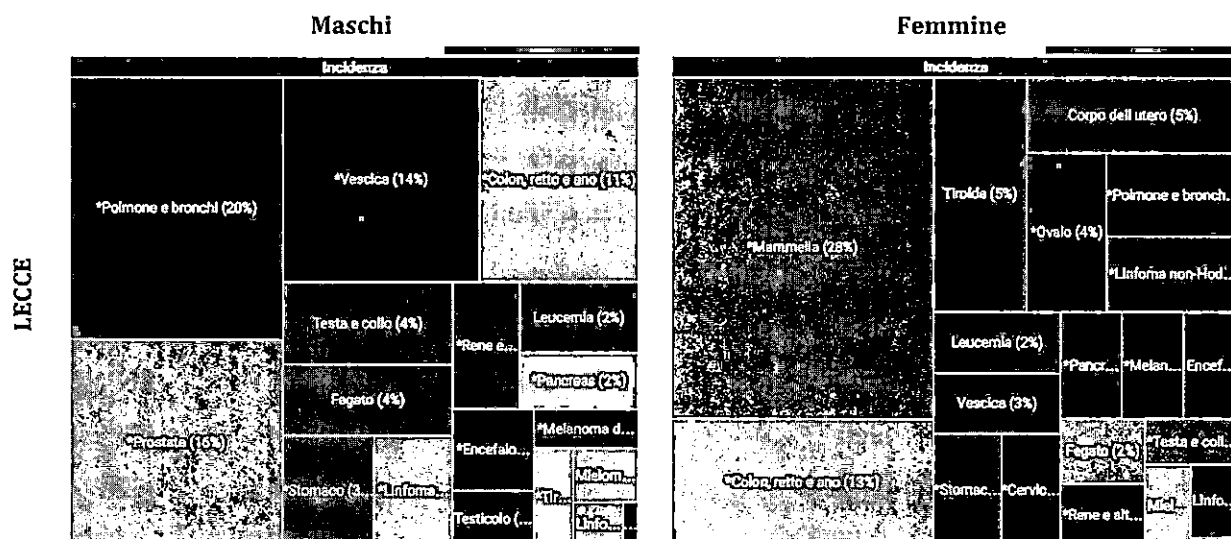 Maschi
Femmine
LECCE
Incidenza
*Polmone e bronchi (20%)
*Vescica (14%)
*Colon, retto e ano (11%)
*Prostata (16%)
Testa e collo (4%)
Fegato (4%)
*Rene e...
Leucemia (2%)
*Pancreas (2%)
*Melanoma d...
*Encefalo...
Stomaco (3...
*Linfoma...
Testicolo (...
*Tir...
Mielom...
Linfo...
Incidenza
*Mammella (28%)
*Colon, retto e ano (13%)
Tiroide (5%)
Corpo dell utero (5%)
*Ovaio (4%)
*Polmone e bronch...
*Linfoma non-Hod...
Leucemia (2%)
Vescica (3%)
*Pancr...
*Melan...
Encef...
*Stomac...
*Cervic...
Fegato (2%)
*Testa e coll...
*Rene e alt...
Miel...
Linfo...